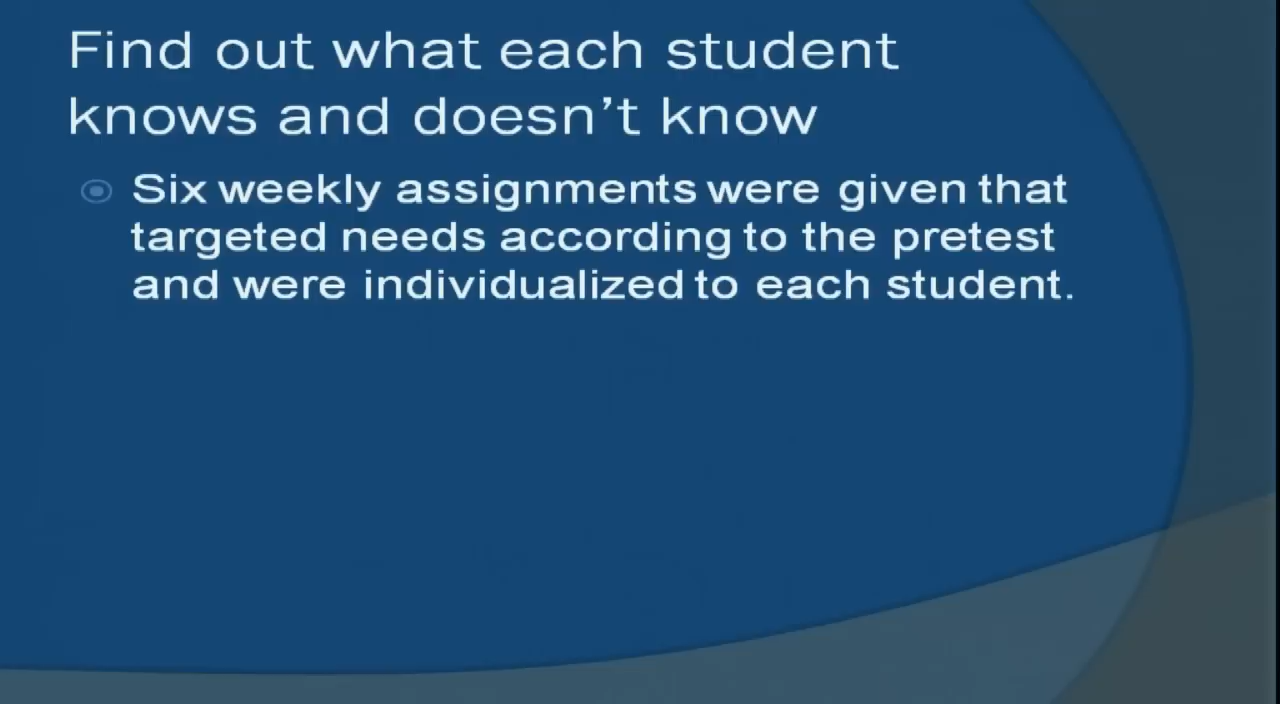 Find out what each student
knows and doesn't know
Six weekly assignments were given that
targeted needs according to the pretest
and were individualized to each student.